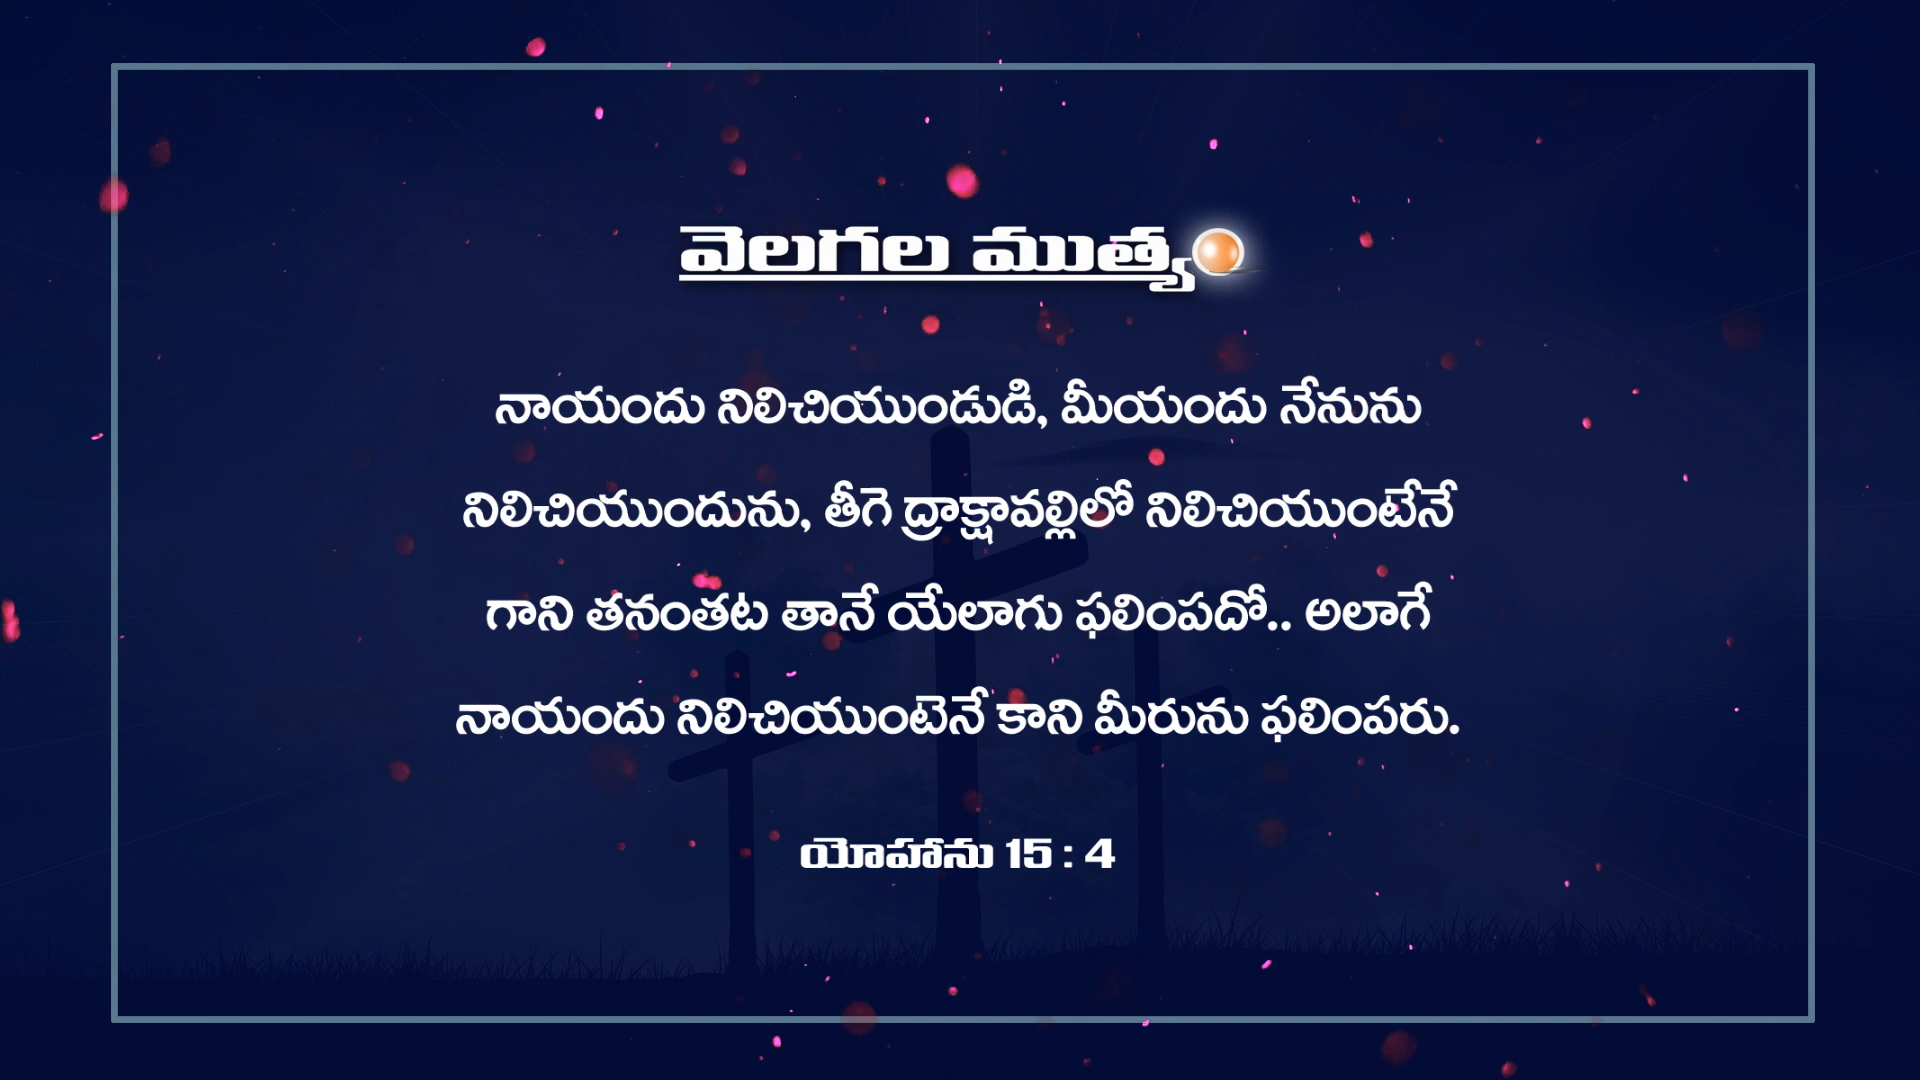 వెలగల ముత్యం
నాయందు నిలిచియుండుడి, మీయందు నేనును
నిలిచియుందును, తీగె ద్రాక్షావల్లిలో నిలిచియుంటేనే
గాని తనంతట తానే యేలాగు ఫలింపదో.. అలాగే
నాయందు నిలిచియుంటెనే కాని మీరును ఫలింపరు.
యోహాను 15 : 4